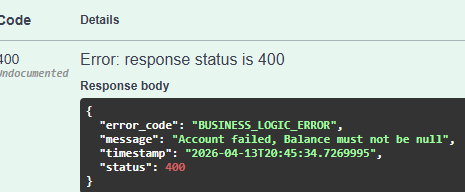 Code Details
400 Error: response status is 400
Undocumented
Response body
{
"error_code": "BUSINESS_LOGIC_ERROR",
"message": "Account failed, Balance must not be null",
"timestamp": "2026-04-13T20:45:34.7269995",
"status": 400
}